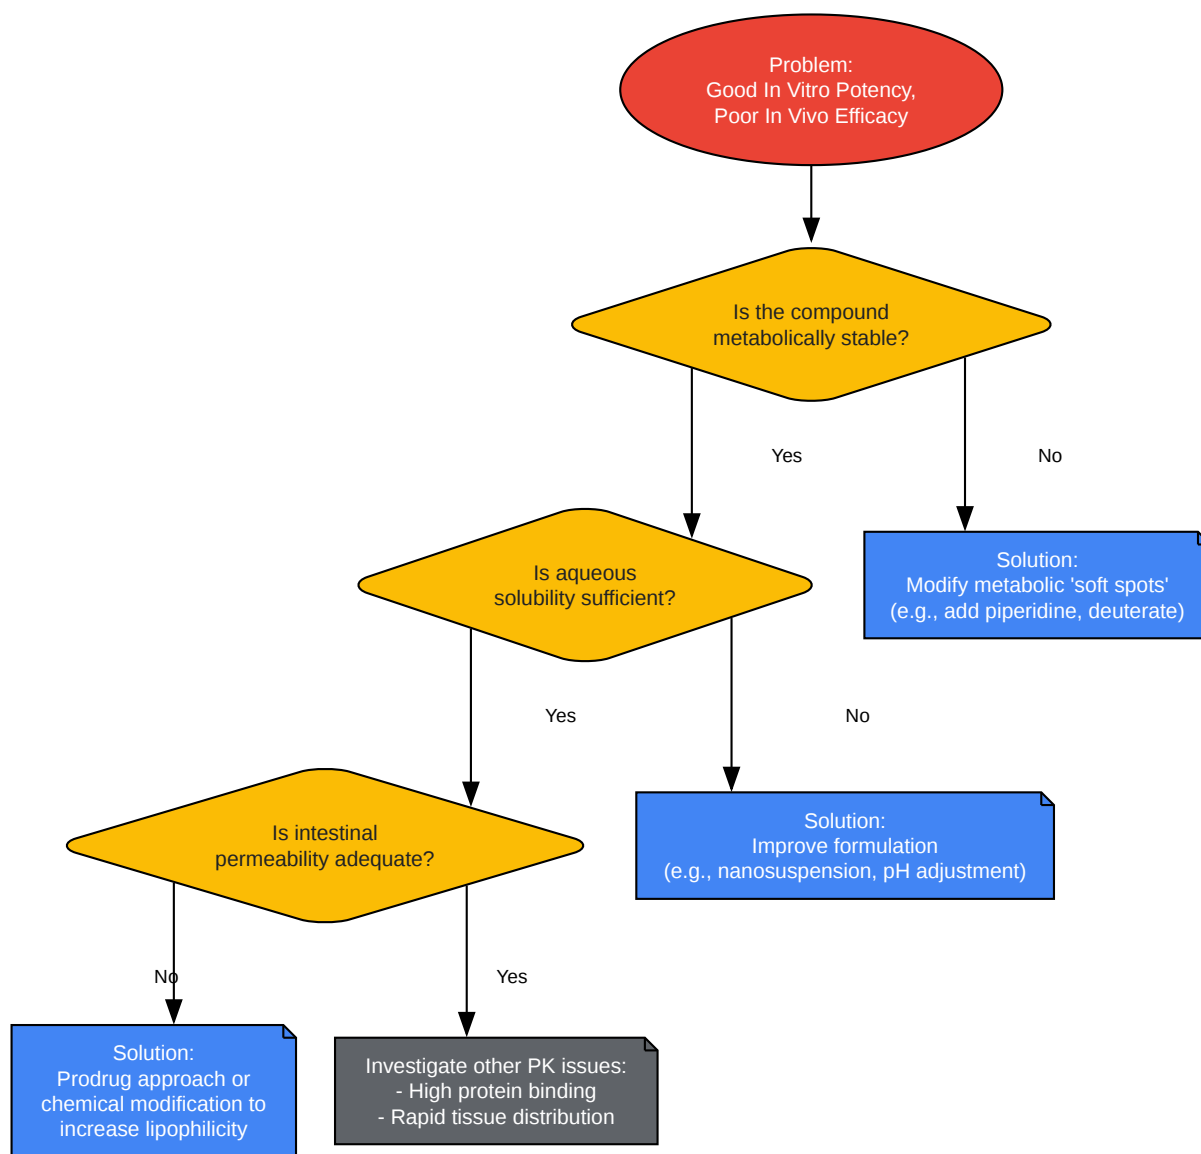 Problem:
Good In Vitro Potency,
Poor In Vivo Efficacy
Is the compound
metabolically stable?
Yes
No
Solution:
Modify metabolic 'soft spots'
(e.g., add piperidine, deuterate)
Is aqueous
solubility sufficient?
Yes
No
Solution:
Improve formulation
(e.g., nanosuspension, pH adjustment)
Is intestinal
permeability adequate?
No
Yes
Solution:
Prodrug approach or
chemical modification to
increase lipophilicity
Investigate other PK issues:
- High protein binding
- Rapid tissue distribution